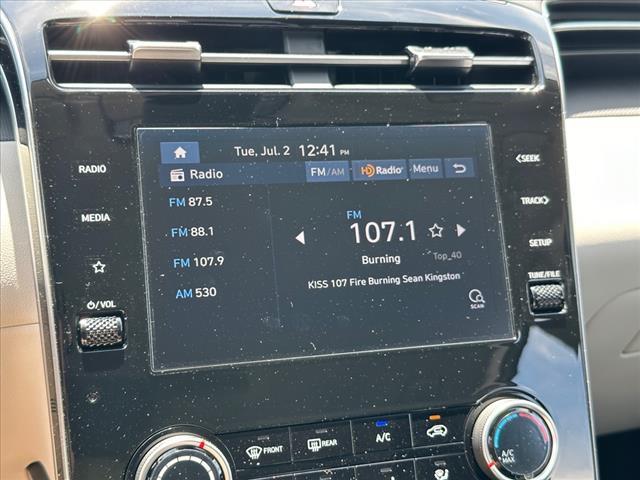 Tue, Jul. 2 12:41 PM
Radio FM/AM HD Radio Menu
RADIO
MEDIA
VOL
FM 87.5
FM 88.1
FM 107.9
AM 530
FM
107.1
Burning Top_40
KISS 107 Fire Burning Sean Kingston
SCAN
<SEEK
TRACK>
SETUP
TUNE/FILE
FRONT REAR A/C
A/C
MAX